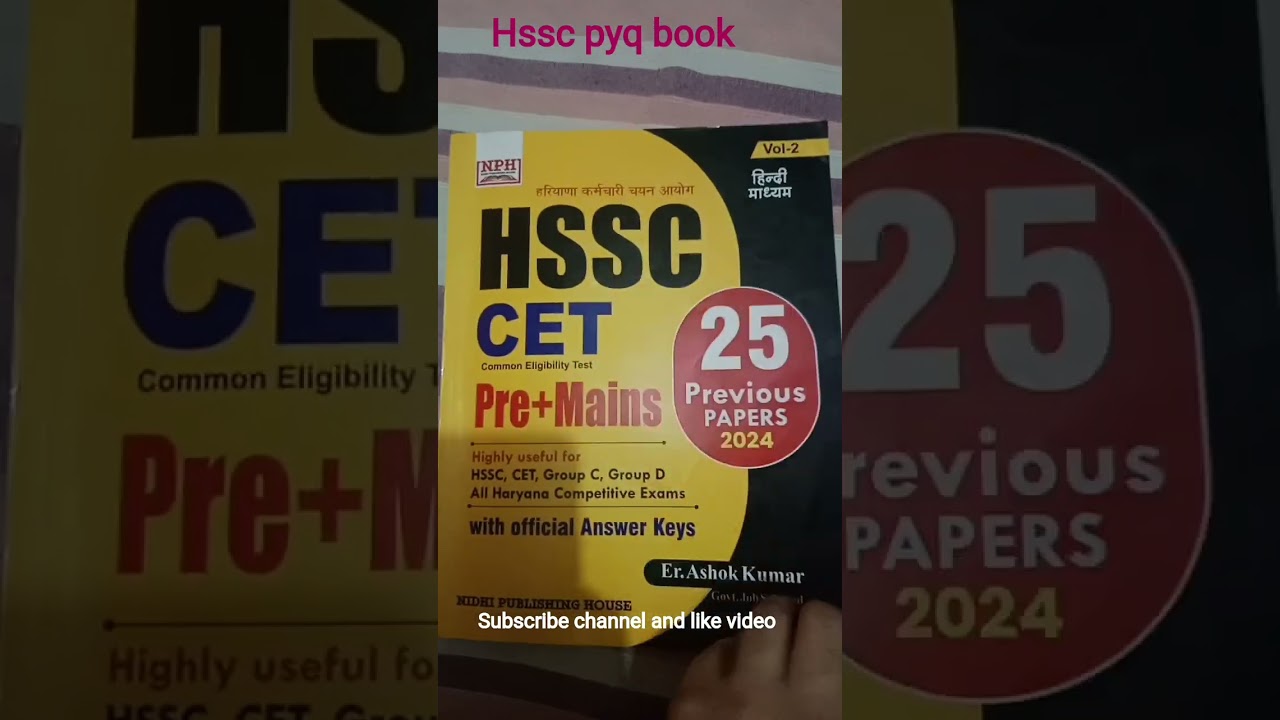 Hssc pyq book
NPH
Vol-2
हिन्दी
माध्यम
हरियाणा कर्मचारी चयन आयोग
HSSC
CET
Common Eligibility Test
Pre+Mains
25
Previous
PAPERS
2024
Highly useful for
HSSC, CET, Group C, Group D
All Haryana Competitive Exams
with official Answer Keys
Er.Ashok Kumar
Govt.
NIDHI PUBLISHING HOUSE
Subscribe channel and like video